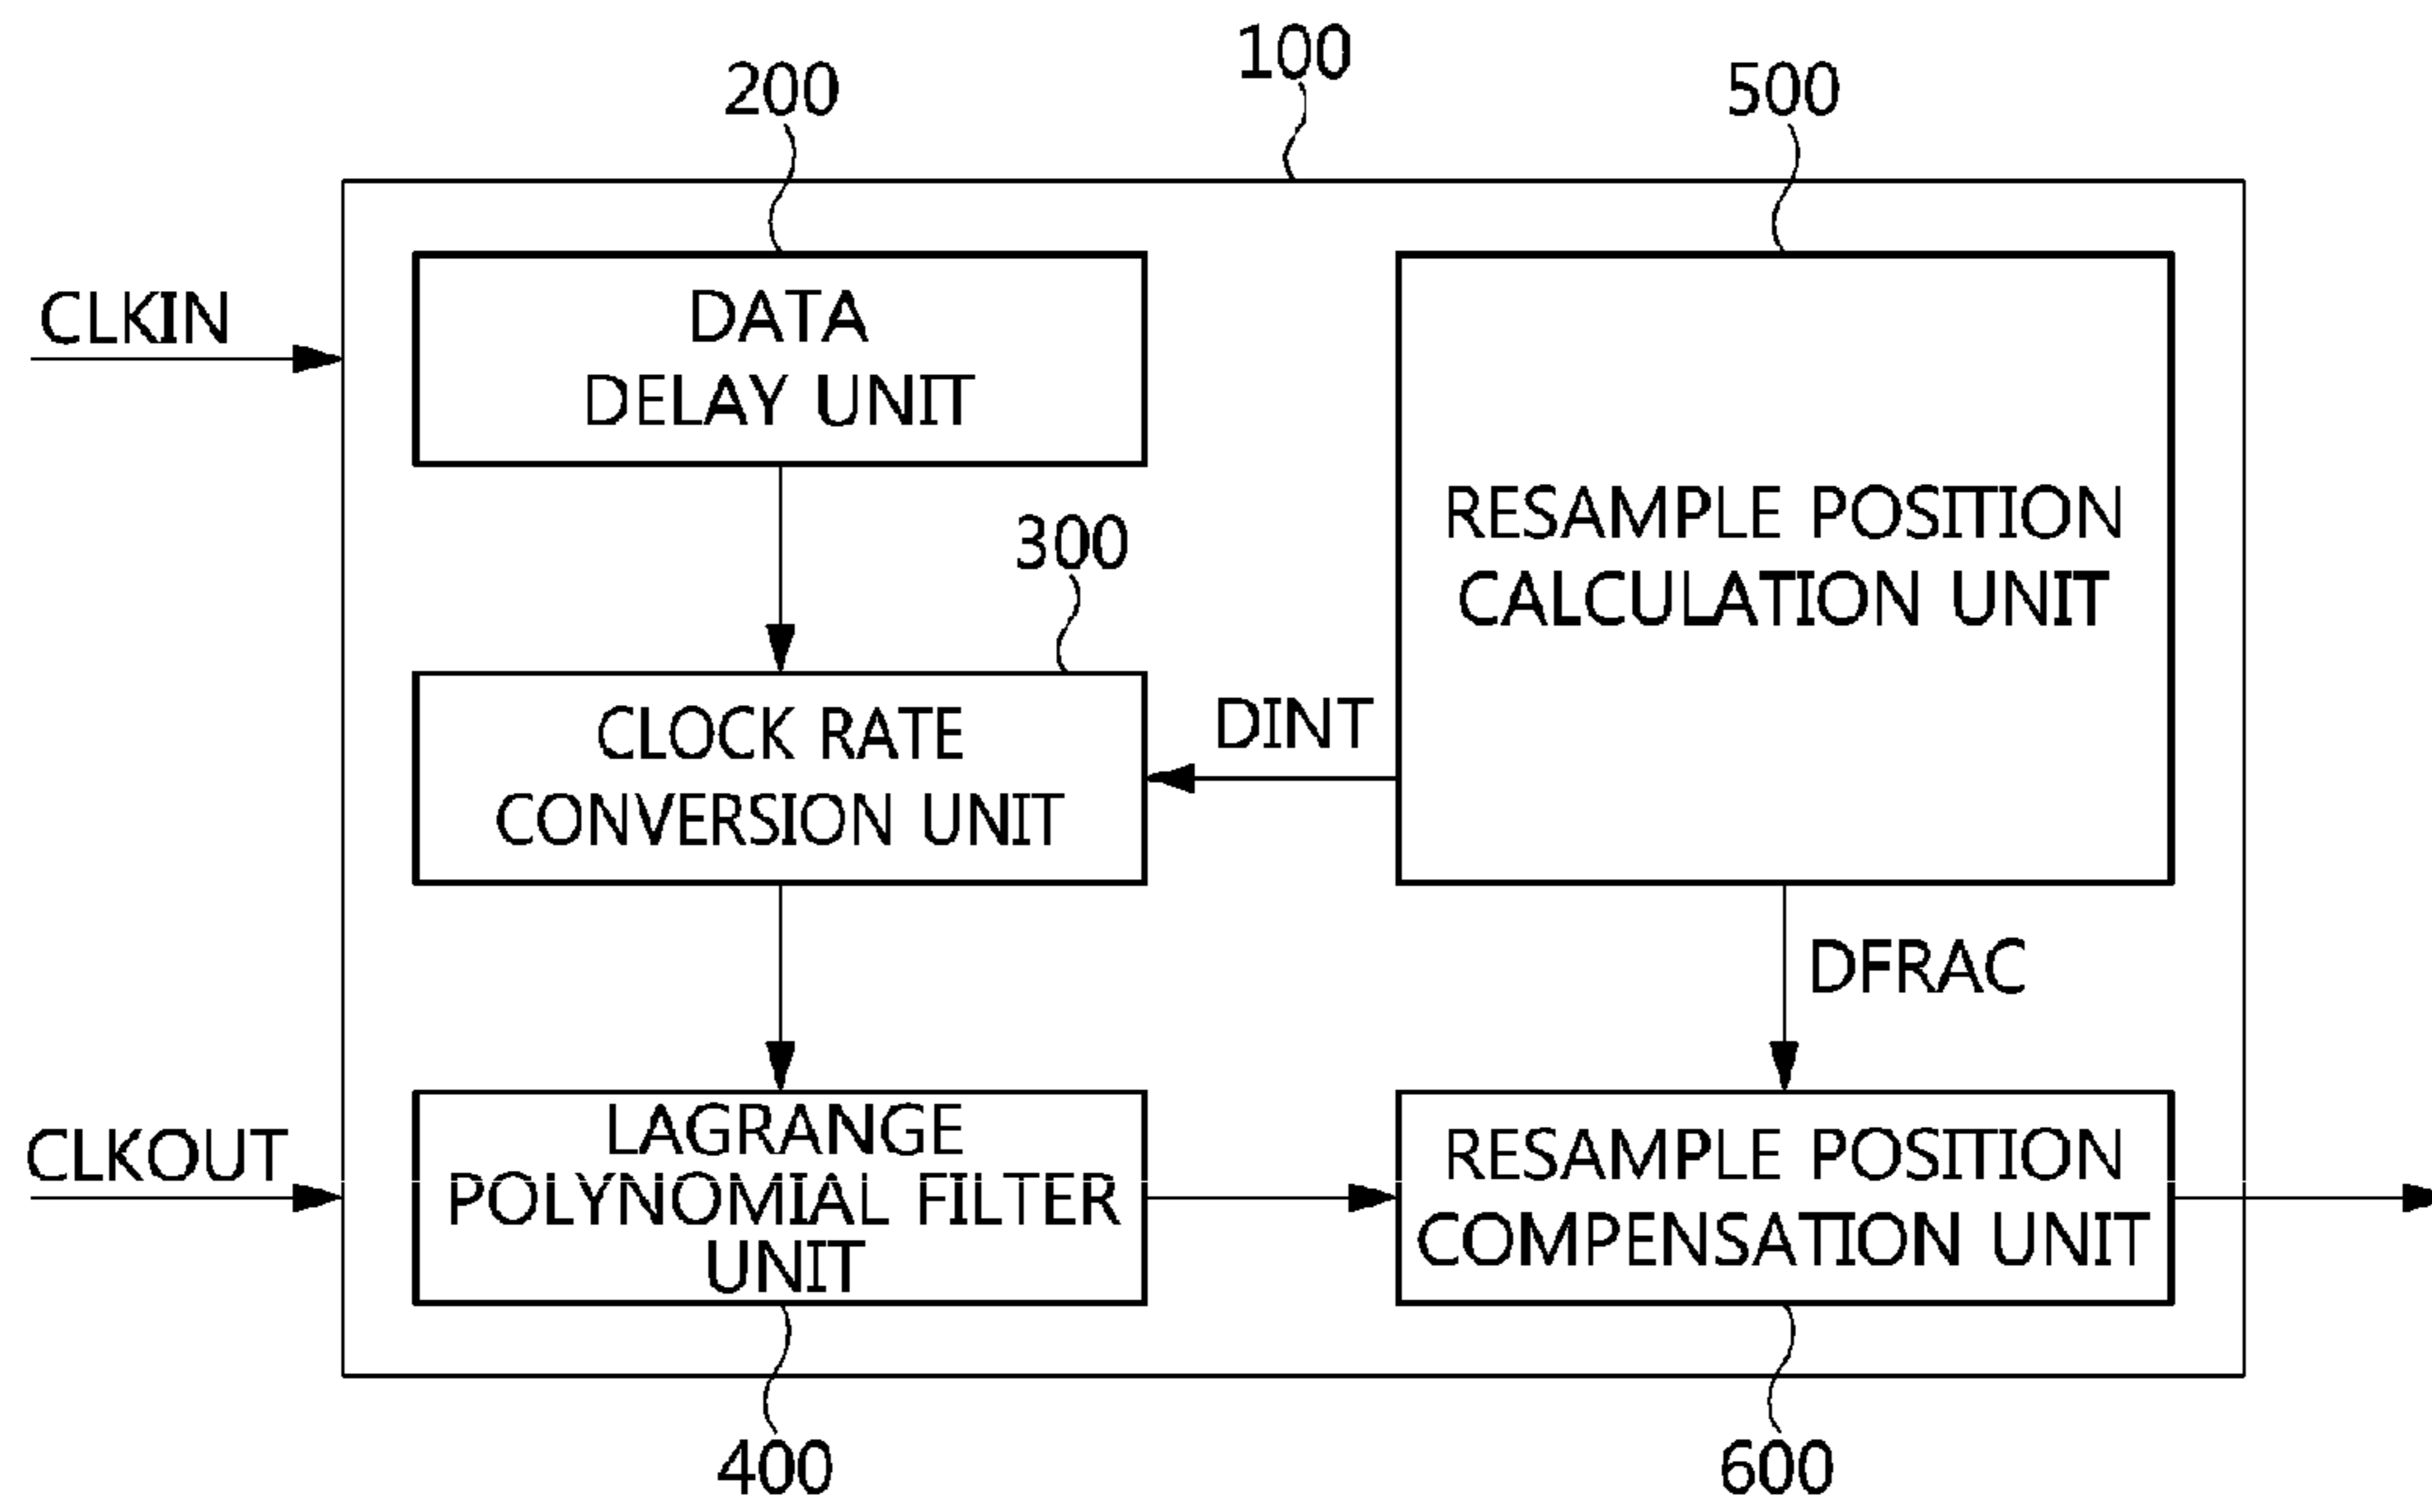 100
200
500
CLKIN
DATA
DELAY UNIT
RESAMPLE POSITION
CALCULATION UNIT
300
CLOCK RATE
CONVERSION UNIT
DINT
DFRAC
CLKOUT
LAGRANGE
POLYNOMIAL FILTER
UNIT
RESAMPLE POSITION
COMPENSATION UNIT
400
600